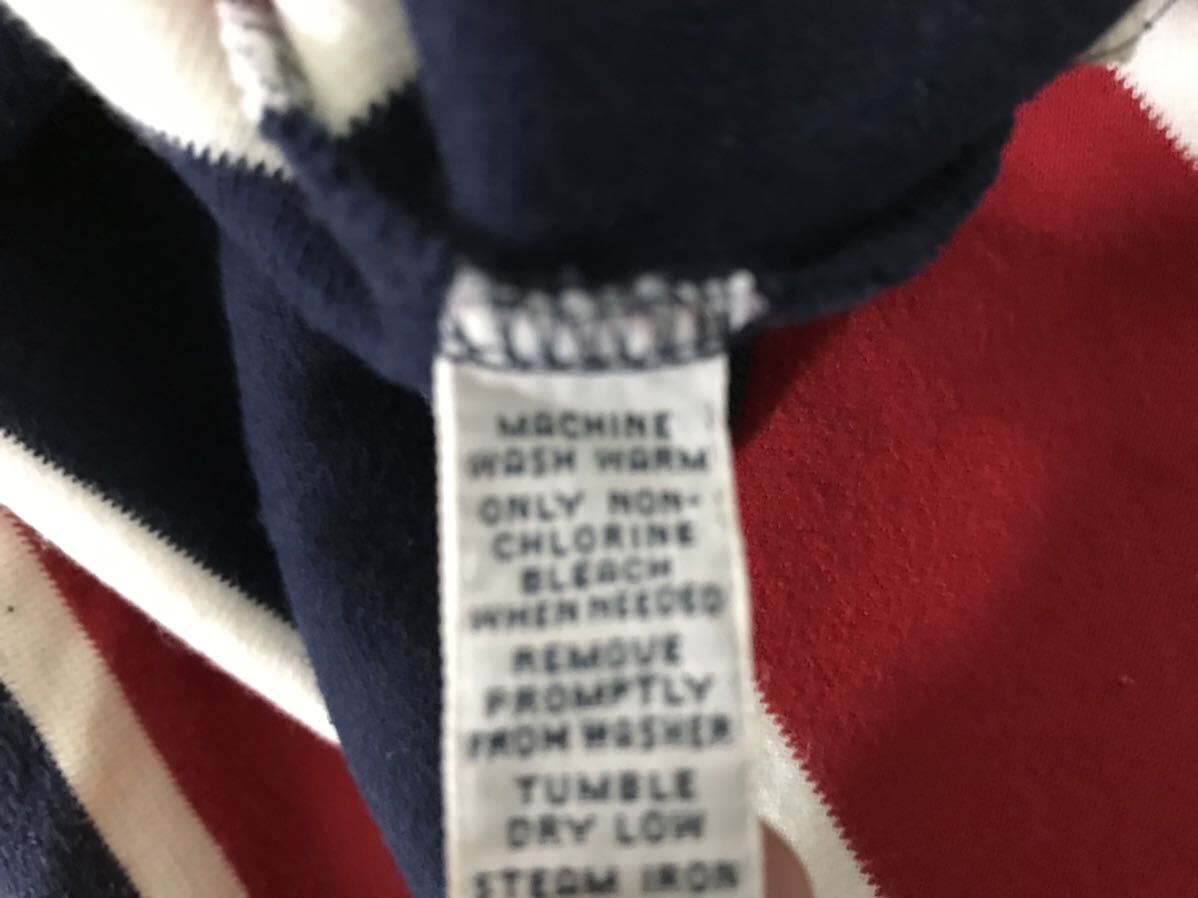 MACHINE
WASH WARM
ONLY NON-
CHLORINE
BLEACH
WHEN NEEDED
REMOVE
PROMPTLY
FROM WASHER
TUMBLE
DRY LOW
STEAM IRON